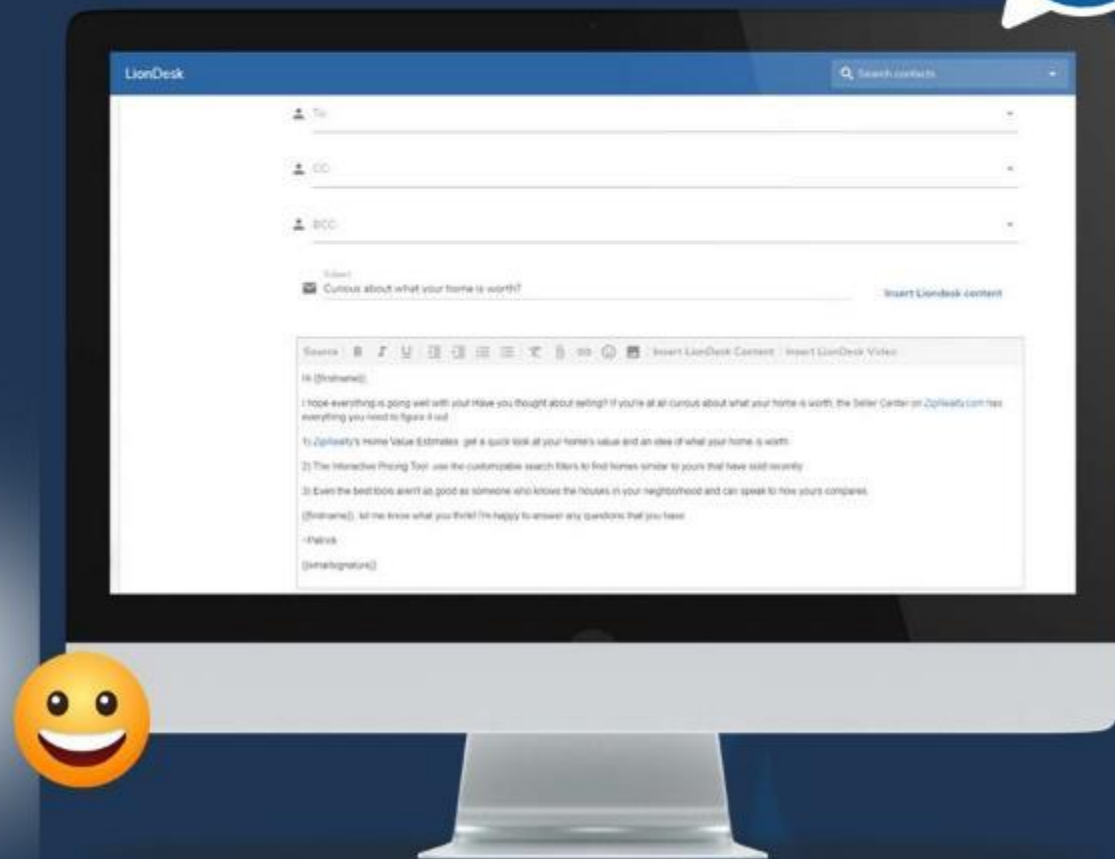 LionDesk
Search contacts
To
CC
BCC
Subject
Curious about what your home is worth?
Insert Liondesk content
Source B I U Insert LionDesk Content Insert LionDesk Video
Hi {{firstname}},
I hope everything is going well with you! Have you thought about selling? If you're at all curious about what your home is worth, the Seller Center on ZipRealty.com has
everything you need to figure it out
1) ZipRealty's Home Value Estimates: get a quick look at your home's value and an idea of what your home is worth
2) The Interactive Pricing Tool: use the customizable search filters to find homes similar to yours that have sold recently
3) Even the best tools aren't as good as someone who knows the houses in your neighborhood and can speak to how yours compares.
{{firstname}}, let me know what you think! I'm happy to answer any questions that you have
-Patrick
{{emailsignature}}